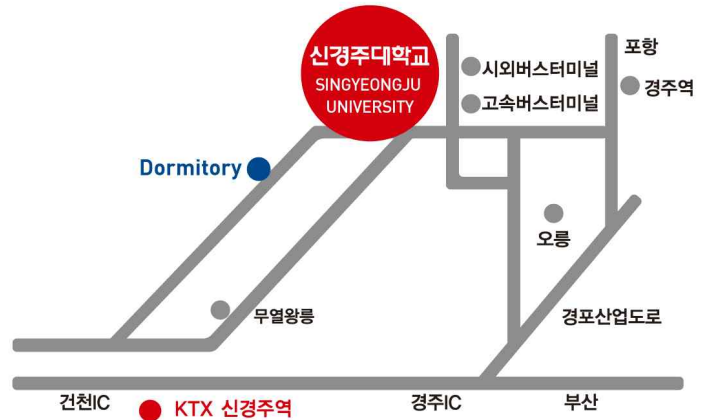 신경주대학교
SINGYEONGJU
UNIVERSITY
포항
시외버스터미널
경주역
고속버스터미널
Dormitory
오릉
무열왕릉
경포산업도로
건천IC
KTX 신경주역
경주IC
부산